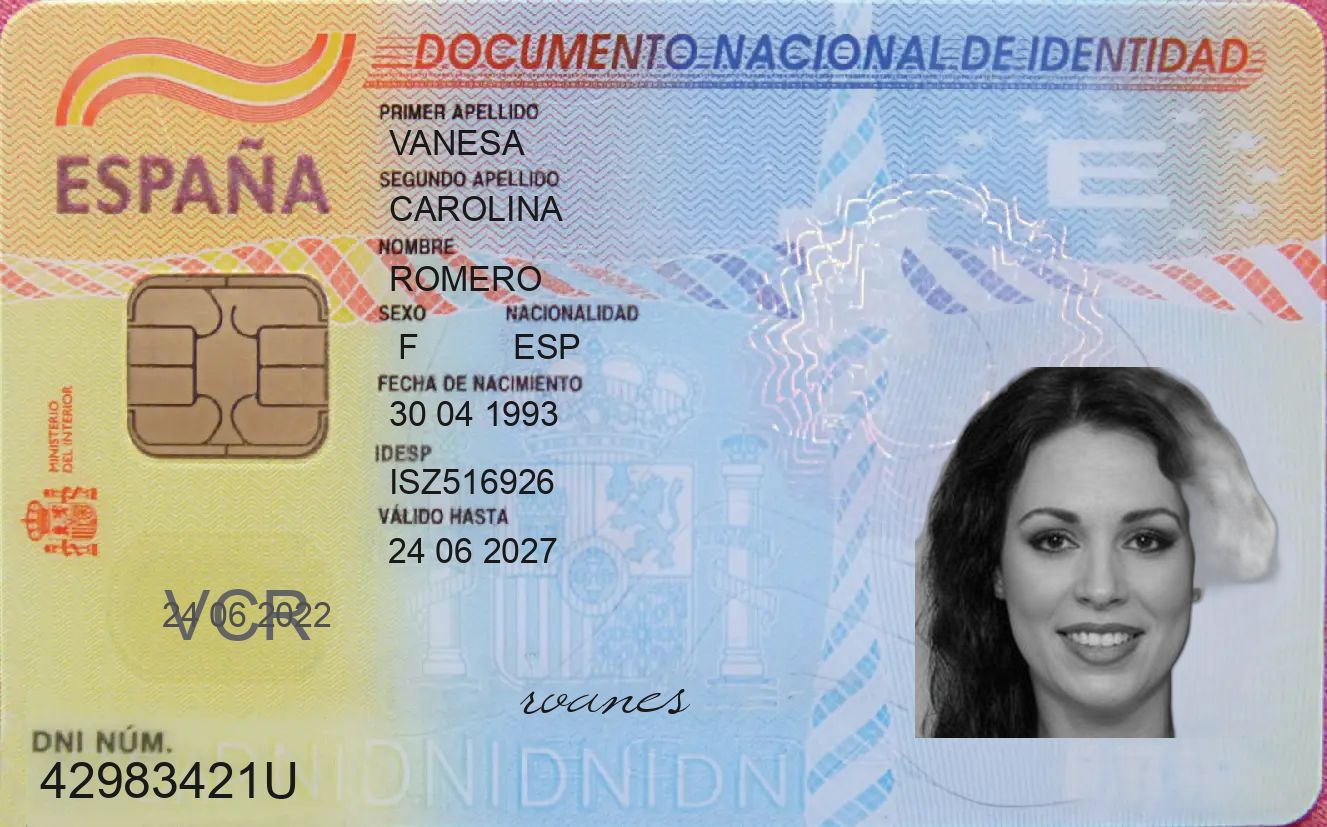 DOCUMENTO NACIONAL DE IDENTIDAD
ESPAÑA
PRIMER APELLIDO
VANESA
SEGUNDO APELLIDO
CAROLINA
NOMBRE
ROMERO
SEXO NACIONALIDAD
F ESP
FECHA DE NACIMIENTO
30 04 1993
IDESP
ISZ516926
VÁLIDO HASTA
24 06 2027
MINISTERIO
DEL INTERIOR
E
VCR
24 06 2022
rvanes
DNI NÚM.
42983421U
DNIDNIDNIDNI